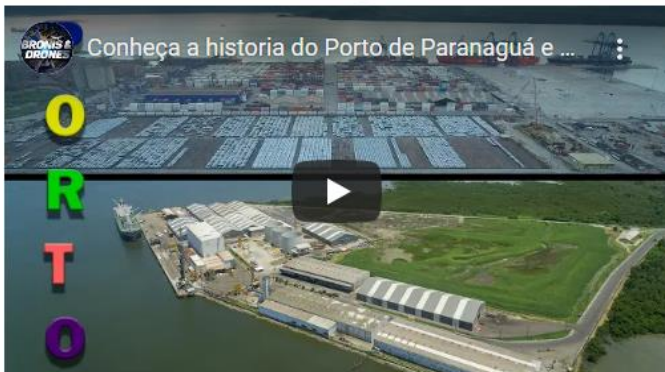 BRONIS &
DRONES
Conheça a historia do Porto de Paranaguá e ...
P
O
R
T
O